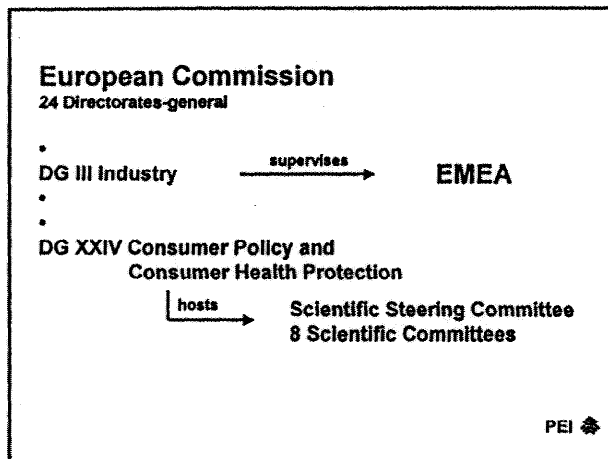 European Commission
24 Directorates-general
•
DG III Industry
supervises
EMEA
•
•
DG XXIV Consumer Policy and
Consumer Health Protection
hosts
Scientific Steering Committee
8 Scientific Committees
PEI